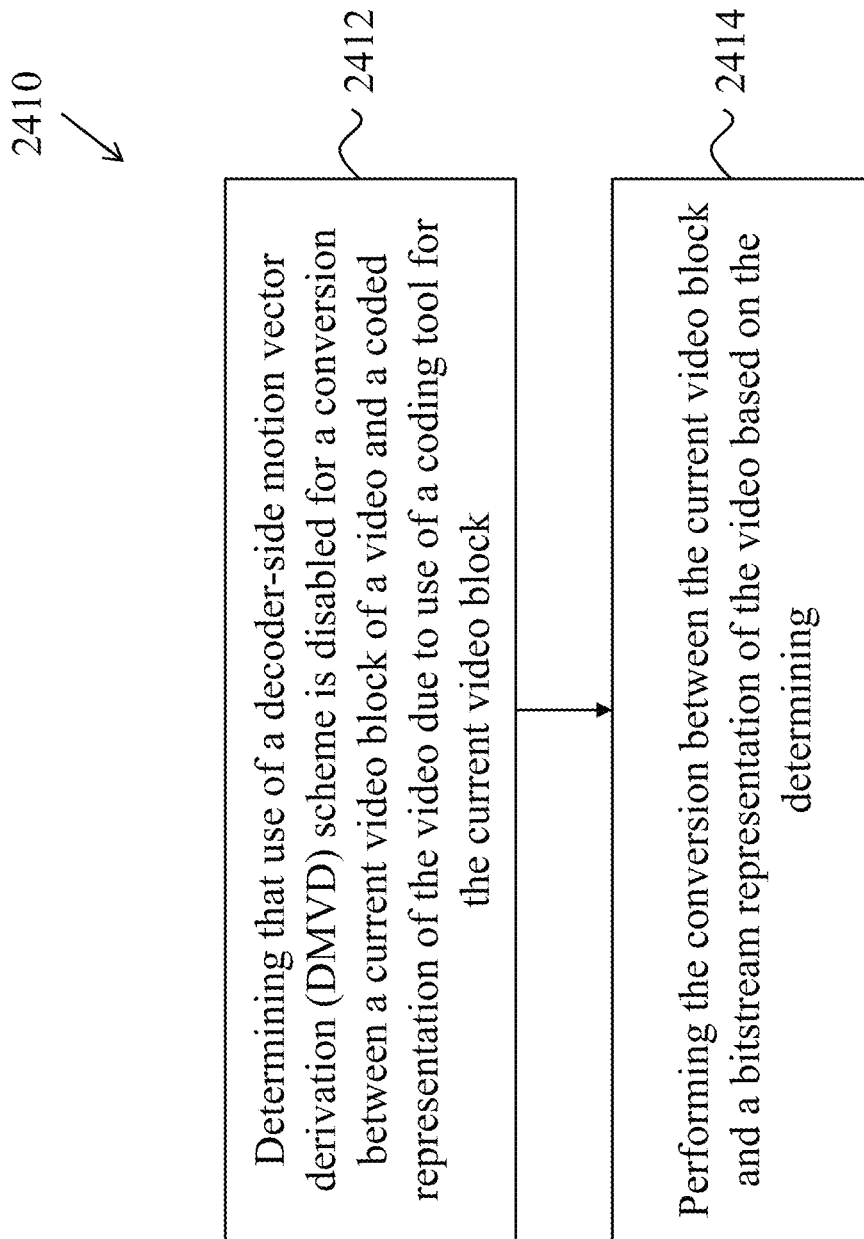 2410
Determining that use of a decoder-side motion vector
derivation (DMVD) scheme is disabled for a conversion
between a current video block of a video and a coded
representation of the video due to use of a coding tool for
the current video block
2412
Performing the conversion between the current video block
and a bitstream representation of the video based on the
determining
2414